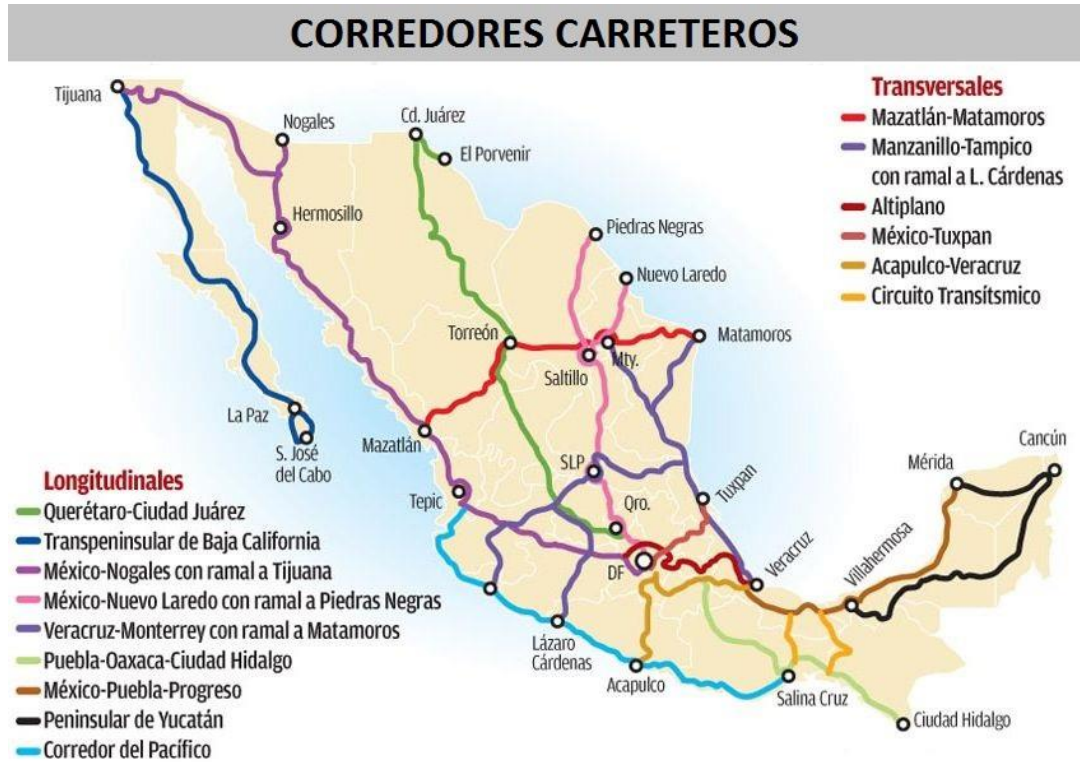 CORREDORES CARRETEROS
Tijuana
Nogales
Cd. Juárez
El Porvenir
Hermosillo
Piedras Negras
Nuevo Laredo
Torreón
Matamoros
Mty.
Saltillo
La Paz
S. José
del Cabo
Mazatlán
Tepic
SLP
Qro.
Tuxpan
DF
Veracruz
Villahermosa
Mérida
Cancún
Lázaro
Cárdenas
Acapulco
Salina Cruz
Ciudad Hidalgo
Transversales
Mazatlán-Matamoros
Manzanillo-Tampico
con ramal a L. Cárdenas
Altiplano
México-Tuxpan
Acapulco-Veracruz
Circuito Transítsmico
Longitudinales
Querétaro-Ciudad Juárez
Transpeninsular de Baja California
México-Nogales con ramal a Tijuana
México-Nuevo Laredo con ramal a Piedras Negras
Veracruz-Monterrey con ramal a Matamoros
Puebla-Oaxaca-Ciudad Hidalgo
México-Puebla-Progreso
Peninsular de Yucatán
Corredor del Pacífico